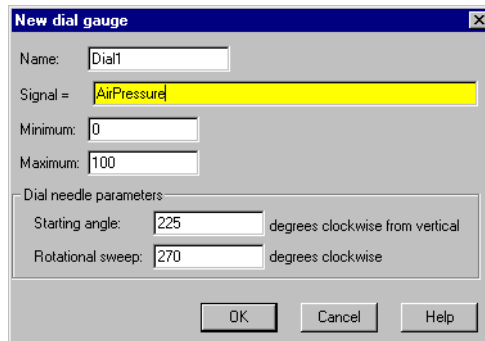 New dial gauge
Name: Dial1
Signal = AirPressure
Minimum: 0
Maximum: 100
Dial needle parameters
Starting angle: 225 degrees clockwise from vertical
Rotational sweep: 270 degrees clockwise
OK Cancel Help